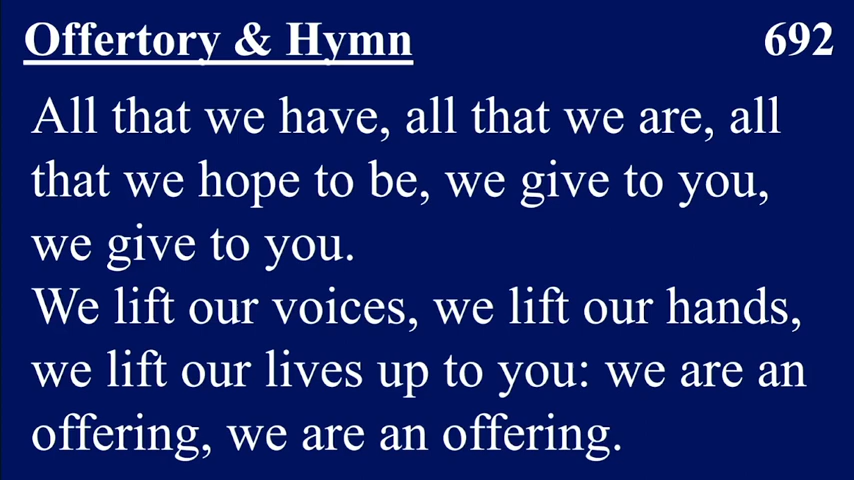 Offertory & Hymn 692
All that we have, all that we are, all
that we hope to be, we give to you,
we give to you.
We lift our voices, we lift our hands,
we lift our lives up to you: we are an
offering, we are an offering.